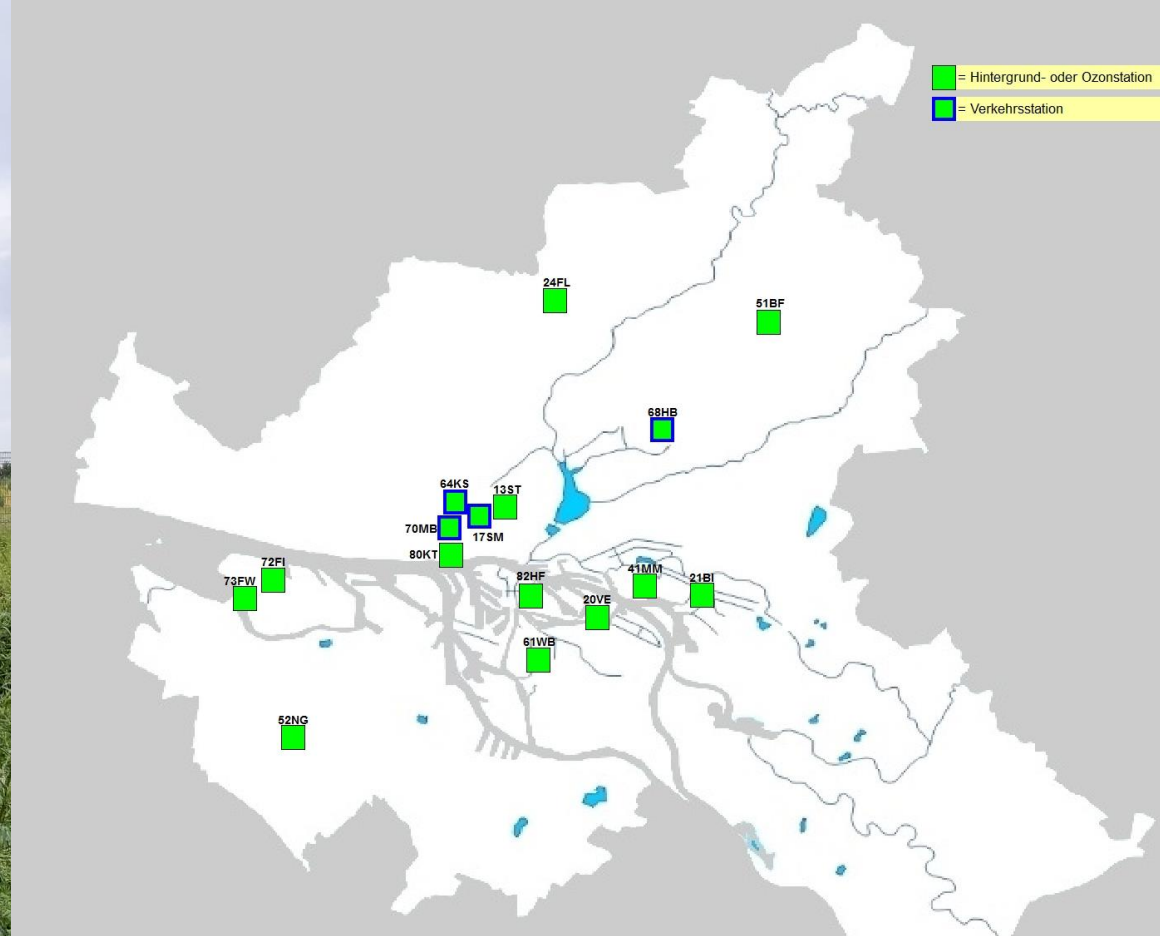 = Hintergrund- oder Ozonstation
= Verkehrsstation
24FL
51BF
68HB
64KS
13ST
70MB
17SM
80KT
72FI
73FW
82HF
41MM
21BI
20VE
61WB
52NG